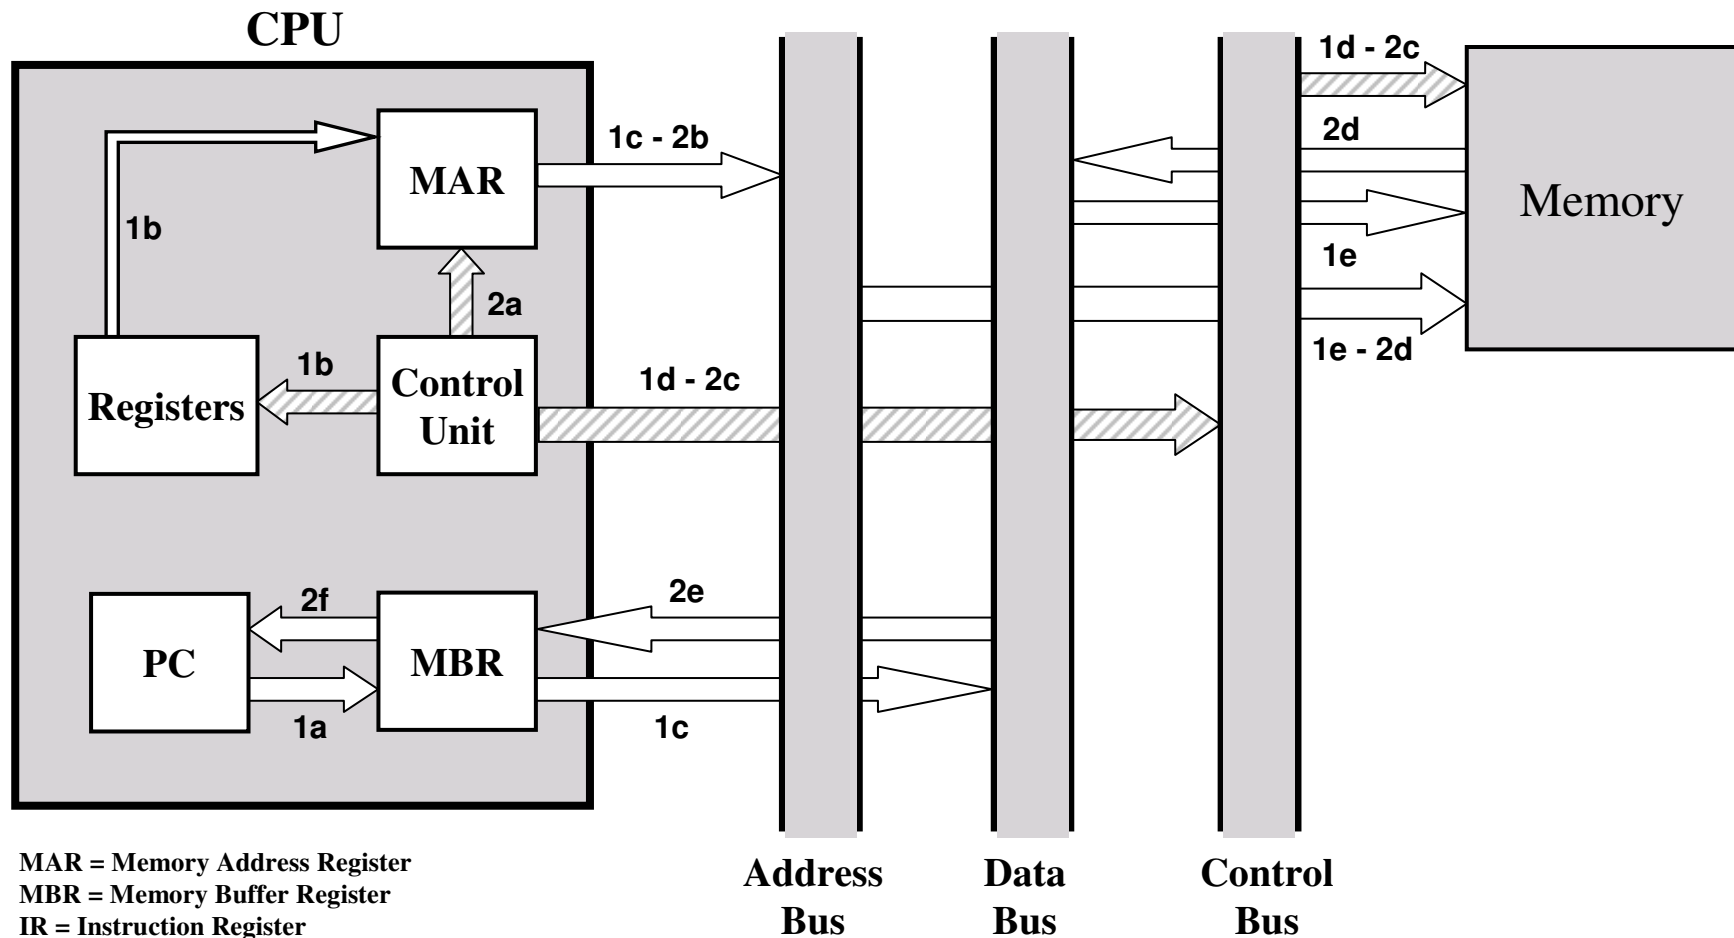 CPU
1d - 2c
1c - 2b
2d
MAR
Memory
1b
1e
2a
1b
1d - 2c
1e - 2d
Registers
Control
Unit
2f
2e
PC
MBR
1a
1c
MAR = Memory Address Register
MBR = Memory Buffer Register
IR = Instruction Register
Address
Bus
Data
Bus
Control
Bus